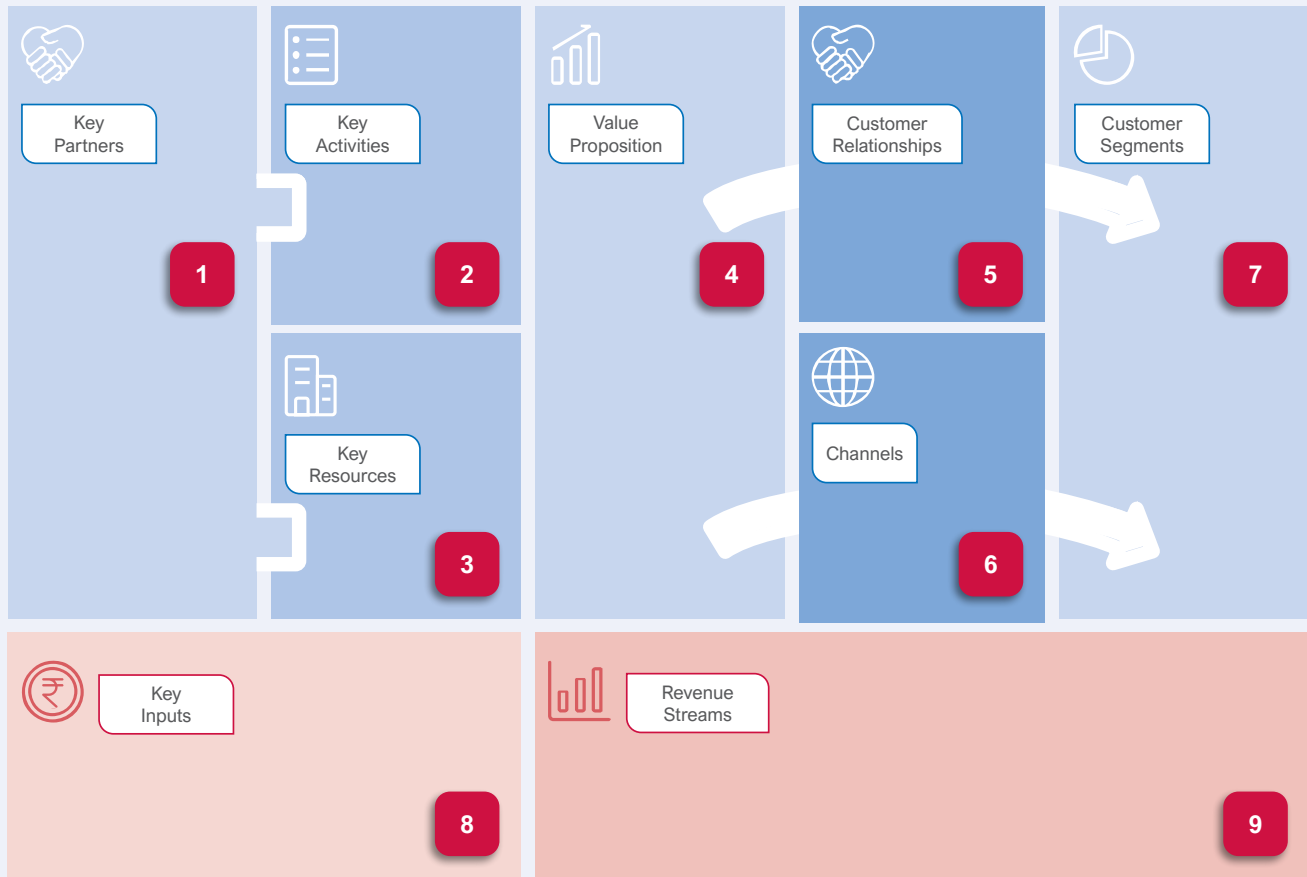 Key
Partners
1
Key
Activities
2
Key
Resources
3
Value
Proposition
4
Customer
Relationships
5
Channels
6
Customer
Segments
7
₹
Key
Inputs
8
Revenue
Streams
9